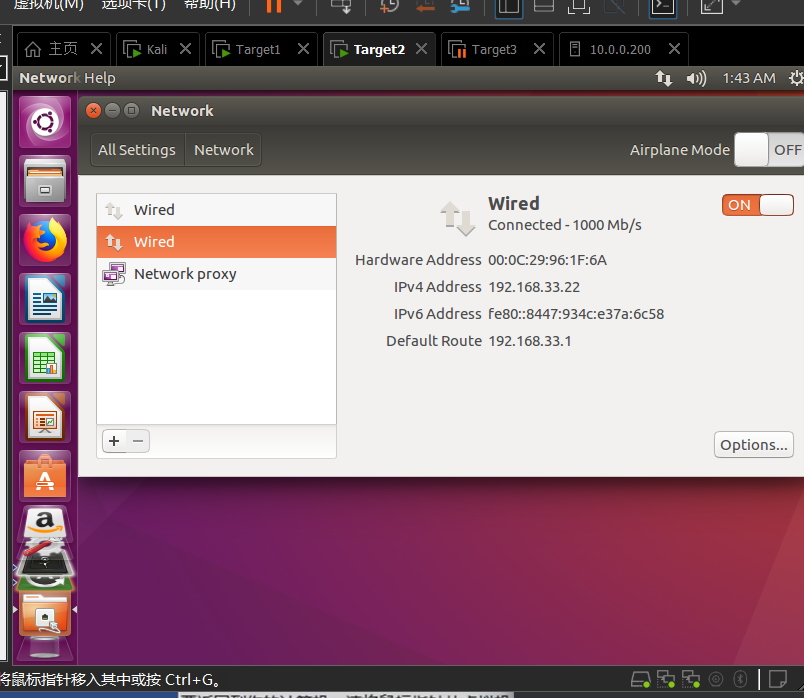 虚拟机(M) 选项卡(T) 帮助(H)
主页 Kali Target1 Target2 Target3 10.0.0.200
Network Help 1:43 AM
Network
All Settings Network Airplane Mode OFF
Wired
Wired
Network proxy
Wired
Connected - 1000 Mb/s
ON
Hardware Address 00:0C:29:96:1F:6A
IPv4 Address 192.168.33.22
IPv6 Address fe80::8447:934c:e37a:6c58
Default Route 192.168.33.1
+ −
Options...
将鼠标指针移入其中或按 Ctrl+G。